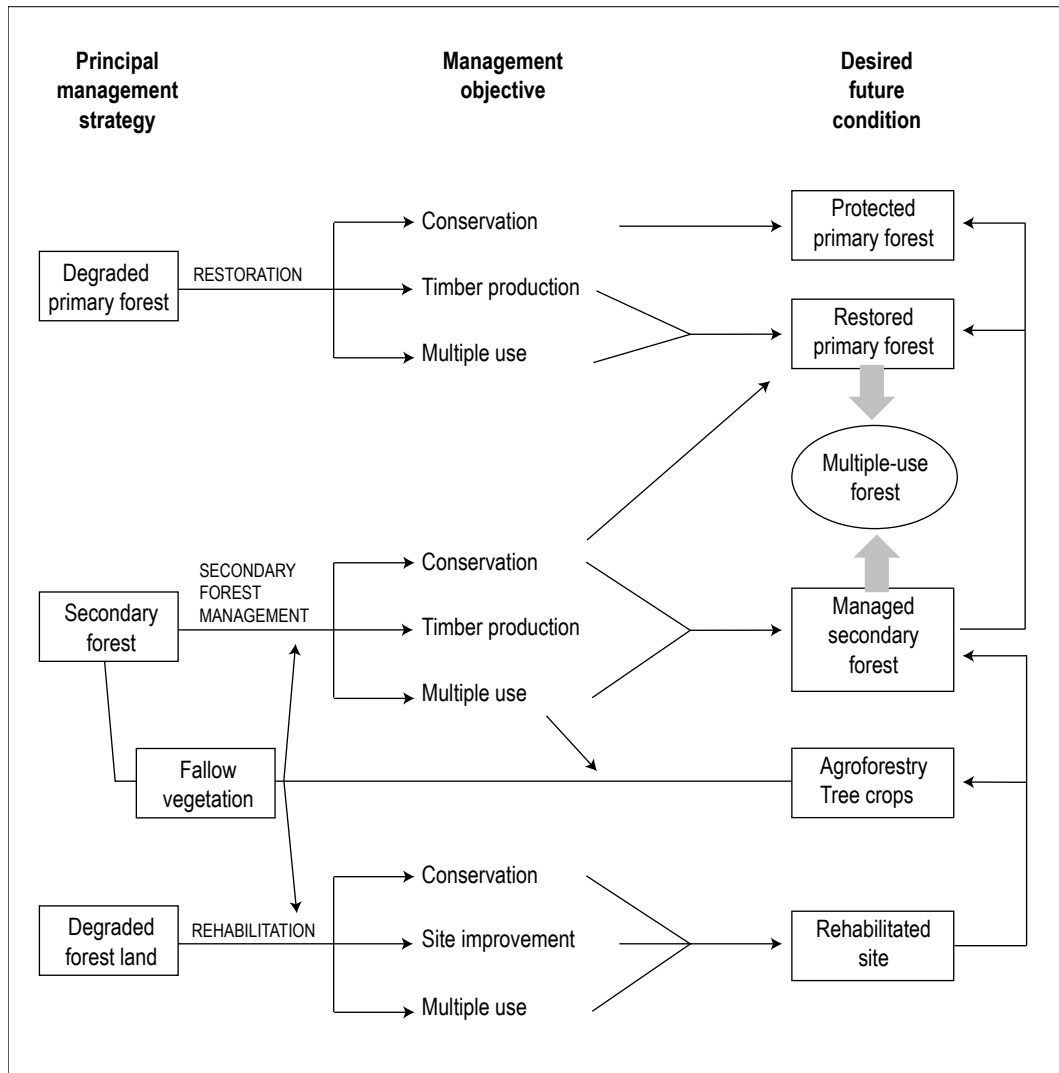 Principal
management
strategy
Management
objective
Desired
future
condition
Degraded
primary forest
RESTORATION
Conservation
Timber production
Multiple use
Protected
primary forest
Restored
primary forest
Multiple-use
forest
Secondary
forest
SECONDARY
FOREST
MANAGEMENT
Conservation
Timber production
Multiple use
Managed
secondary
forest
Fallow
vegetation
Agroforestry
Tree crops
Degraded
forest land
REHABILITATION
Conservation
Site improvement
Multiple use
Rehabilitated
site